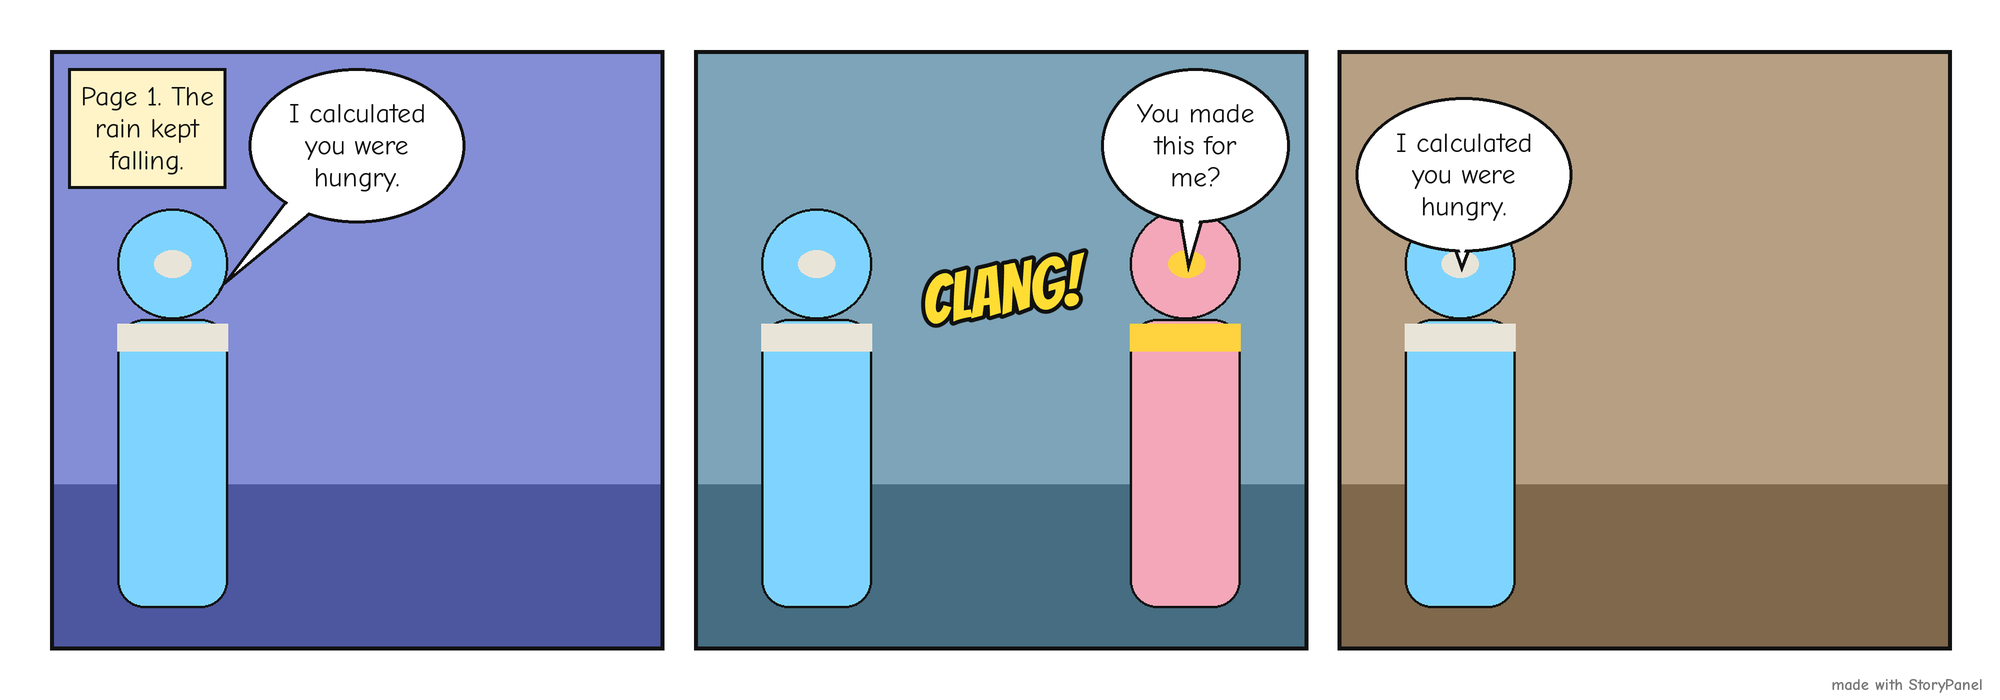 Page 1. The
rain kept
falling.
I calculated
you were
hungry.
CLANG!
You made
this for
me?
I calculated
you were
hungry.
made with StoryPanel